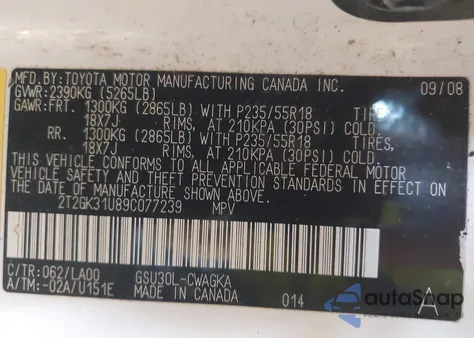 MFD.BY: TOYOTA MOTOR MANUFACTURING CANADA INC. 09/08
GVWR: 2390KG (5265LB)
GAWR: FRT. 1300KG (2865LB) WITH P235/55R18 TIRES,
18X7J RIMS, AT 210KPA (30PSI) COLD.
RR. 1300KG (2865LB) WITH P235/55R18 TIRES,
18X7J RIMS, AT 210KPA (30PSI) COLD.
THIS VEHICLE CONFORMS TO ALL APPLICABLE FEDERAL MOTOR
VEHICLE SAFETY AND THEFT PREVENTION STANDARDS IN EFFECT ON
THE DATE OF MANUFACTURE SHOWN ABOVE.
2T2GK31U89C077239 MPV
C/TR: 062/LA00 GSU30L-CWAGKA
A/TM: -02A/U151E MADE IN CANADA 014 A
autoSnap